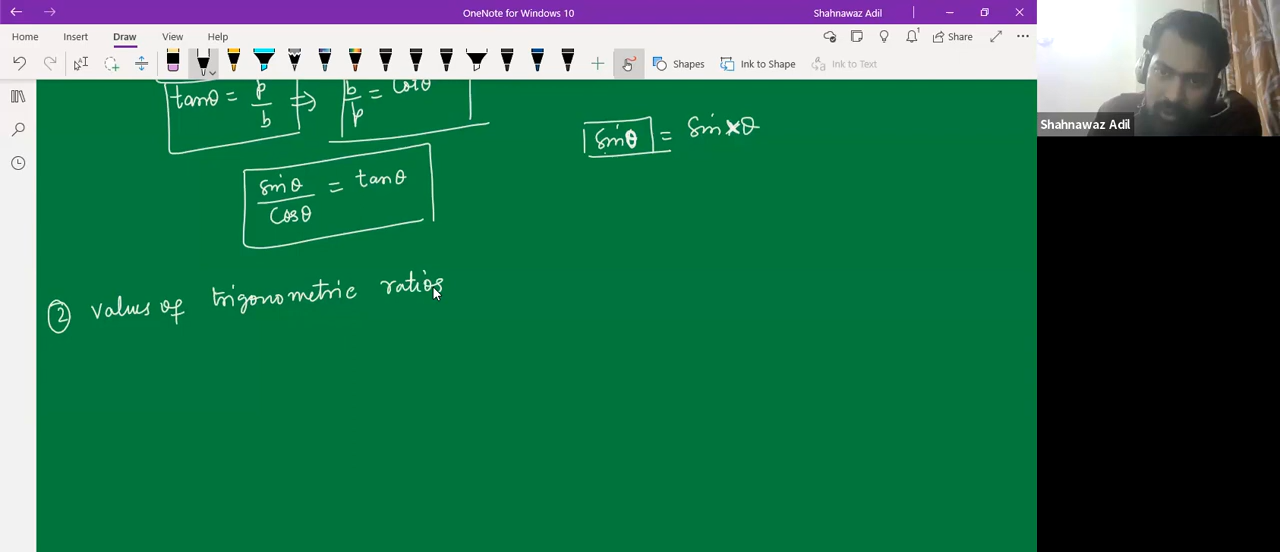 OneNote for Windows 10
Shahnawaz Adil
Home Insert Draw View Help
Share
Shapes Ink to Shape Ink to Text
Shahnawaz Adil
tanθ = p/b ⇒ b/p = cotθ
sinθ = sin×θ
sinθ/cosθ = tanθ
② values of trigonometric ratios